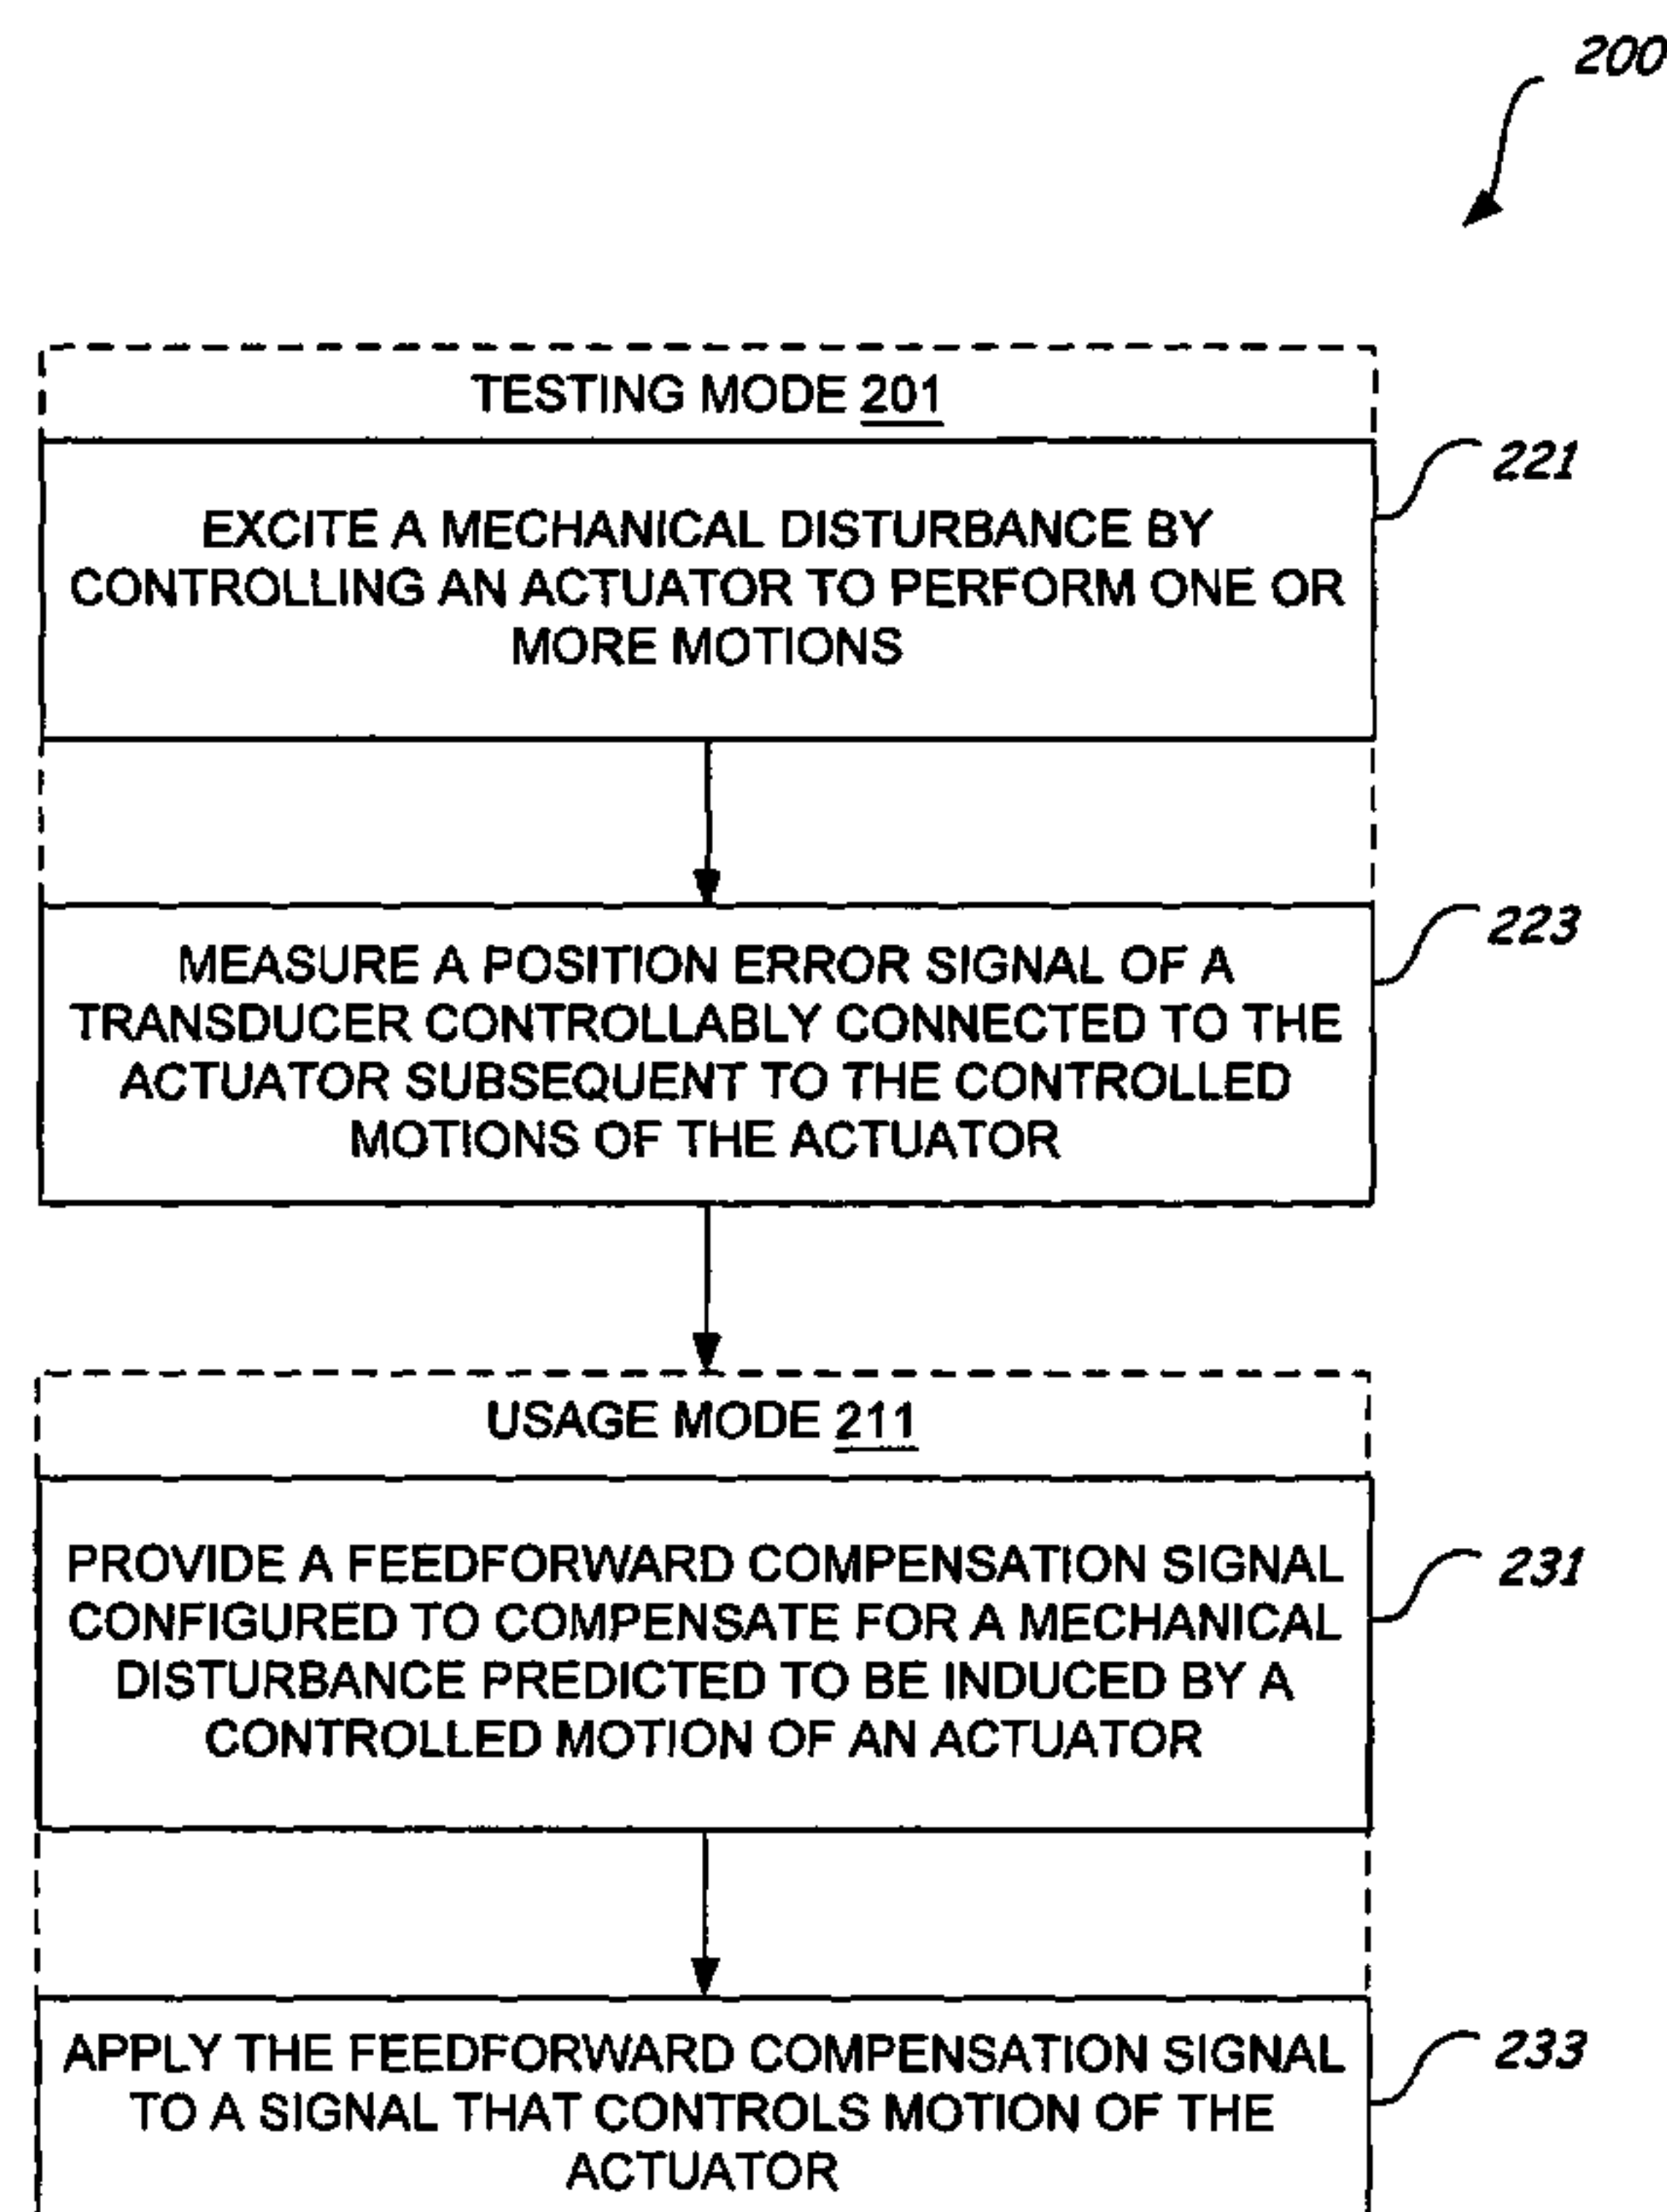 200
TESTING MODE 201
221
EXCITE A MECHANICAL DISTURBANCE BY
CONTROLLING AN ACTUATOR TO PERFORM ONE OR
MORE MOTIONS
223
MEASURE A POSITION ERROR SIGNAL OF A
TRANSDUCER CONTROLLABLY CONNECTED TO THE
ACTUATOR SUBSEQUENT TO THE CONTROLLED
MOTIONS OF THE ACTUATOR
USAGE MODE 211
231
PROVIDE A FEEDFORWARD COMPENSATION SIGNAL
CONFIGURED TO COMPENSATE FOR A MECHANICAL
DISTURBANCE PREDICTED TO BE INDUCED BY A
CONTROLLED MOTION OF AN ACTUATOR
233
APPLY THE FEEDFORWARD COMPENSATION SIGNAL
TO A SIGNAL THAT CONTROLS MOTION OF THE
ACTUATOR